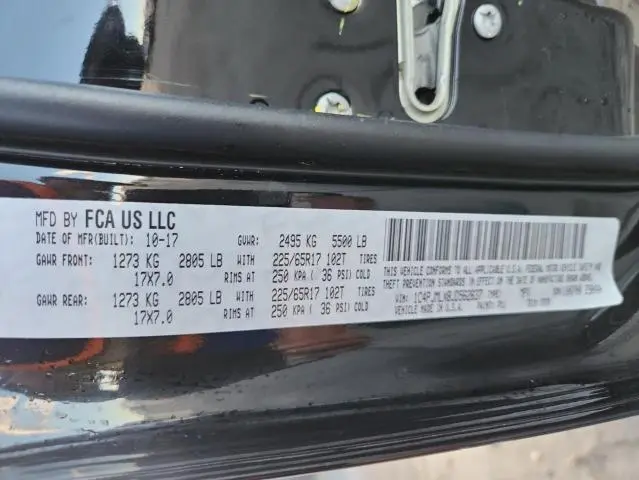 MFD BY FCA US LLC
DATE OF MFR(BUILT): 10-17 GVWR: 2495 KG 5500 LB
GAWR FRONT: 1273 KG 2805 LB WITH 225/65R17 102T TIRES
17X7.0 RIMS AT 250 KPA ( 36 PSI) COLD
GAWR REAR: 1273 KG 2805 LB WITH 225/65R17 102T TIRES
17X7.0 RIMS AT 250 KPA ( 36 PSI) COLD
THIS VEHICLE CONFORMS TO ALL APPLICABLE U.S.A. FEDERAL MOTOR VEHICLE SAFETY AND
THEFT PREVENTION STANDARDS IN EFFECT ON THE DATE OF MANUFACTURE SHOWN ABOVE.
VIN: TYPE: MPV
VEHICLE MADE IN U.S.A. PAINT: